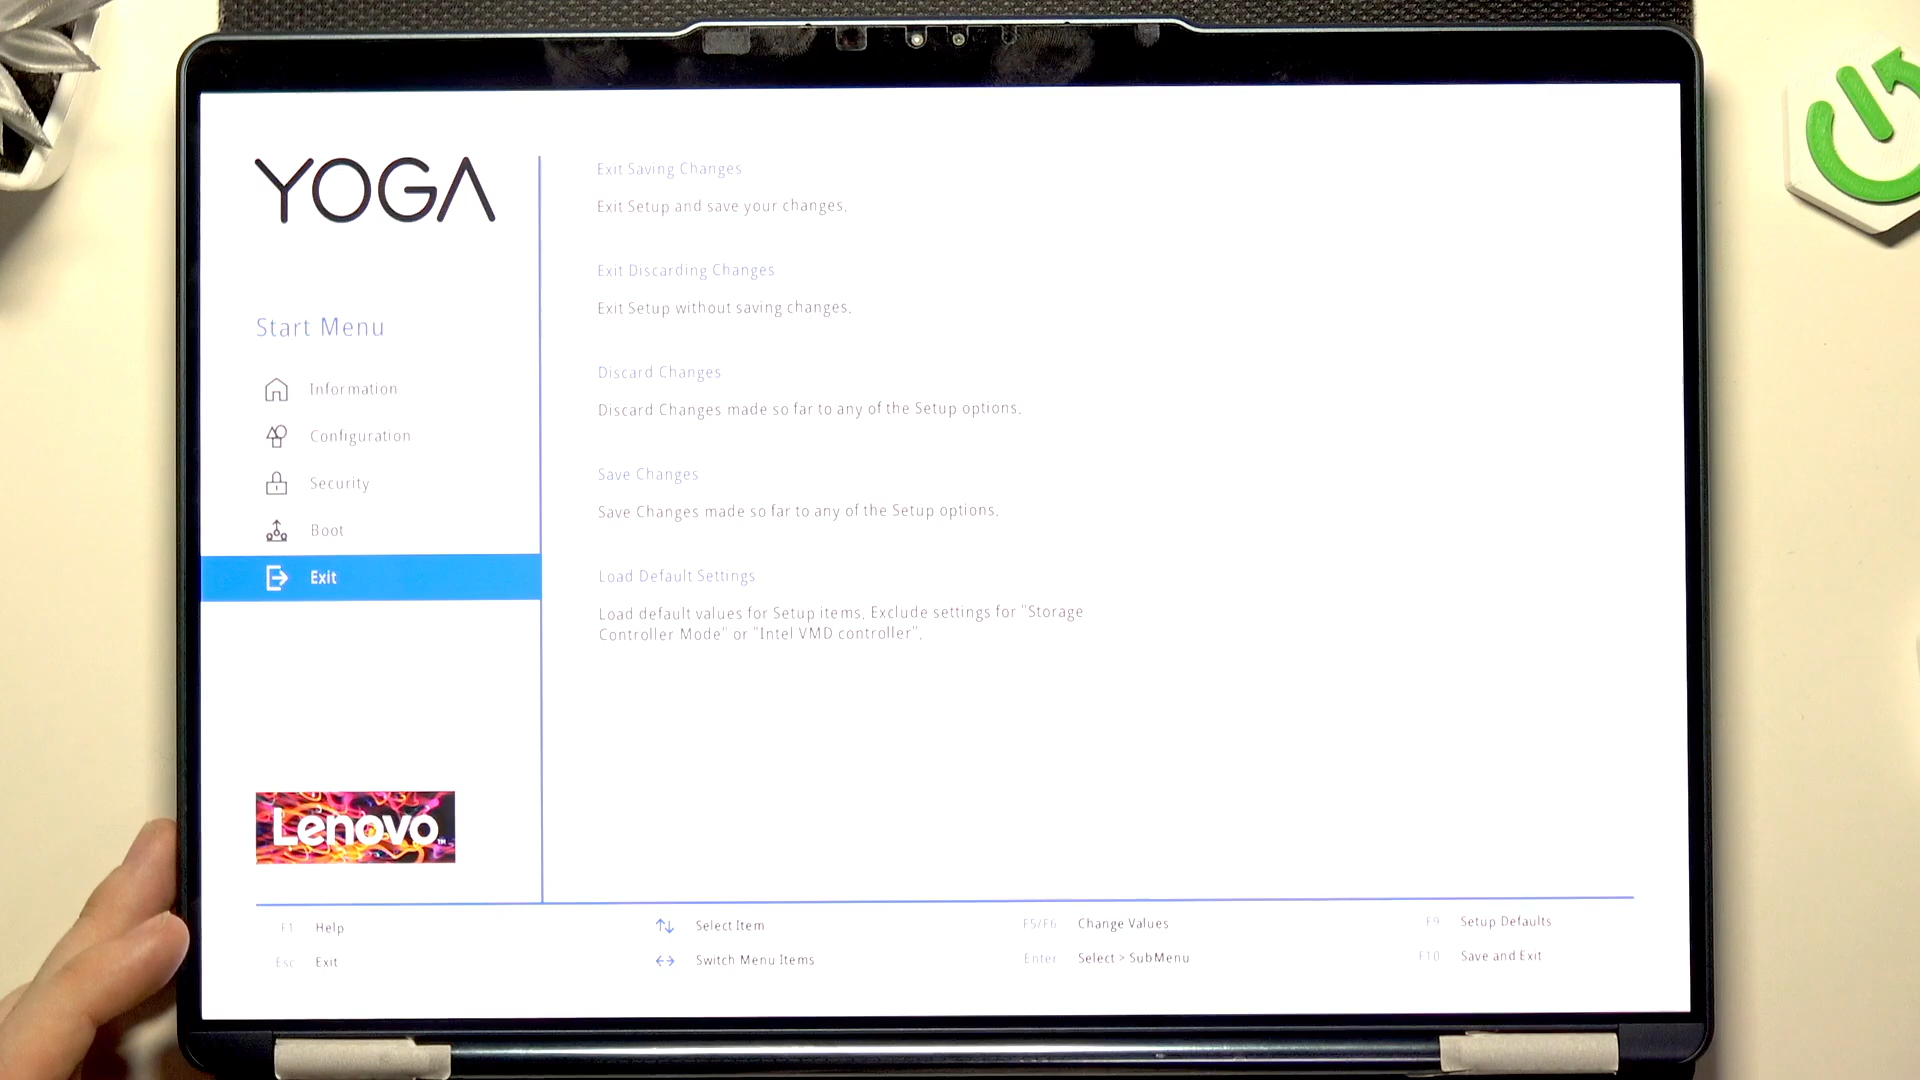 YOGA
Start Menu
Information
Configuration
Security
Boot
Exit
Lenovo™
Exit Saving Changes
Exit Setup and save your changes.
Exit Discarding Changes
Exit Setup without saving changes.
Discard Changes
Discard Changes made so far to any of the Setup options.
Save Changes
Save Changes made so far to any of the Setup options.
Load Default Settings
Load default values for Setup items. Exclude settings for "Storage
Controller Mode" or "Intel VMD controller".
F1 Help
↑↓ Select Item
F5/F6 Change Values
F9 Setup Defaults
Esc Exit
←→ Switch Menu Items
Enter Select > SubMenu
F10 Save and Exit